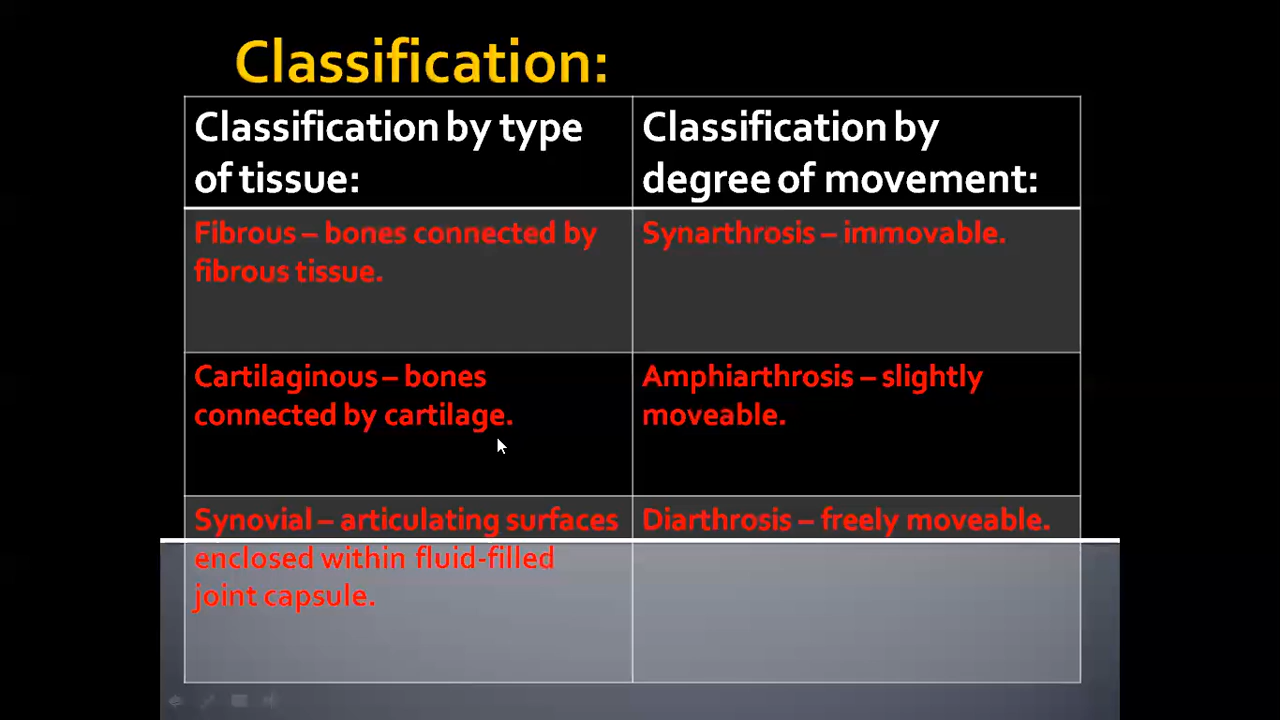 Classification:
Classification by type
of tissue:
Classification by
degree of movement:
Fibrous – bones connected by
fibrous tissue.
Synarthrosis – immovable.
Cartilaginous – bones
connected by cartilage.
Amphiarthrosis – slightly
moveable.
Synovial – articulating surfaces
enclosed within fluid-filled
joint capsule.
Diarthrosis – freely moveable.